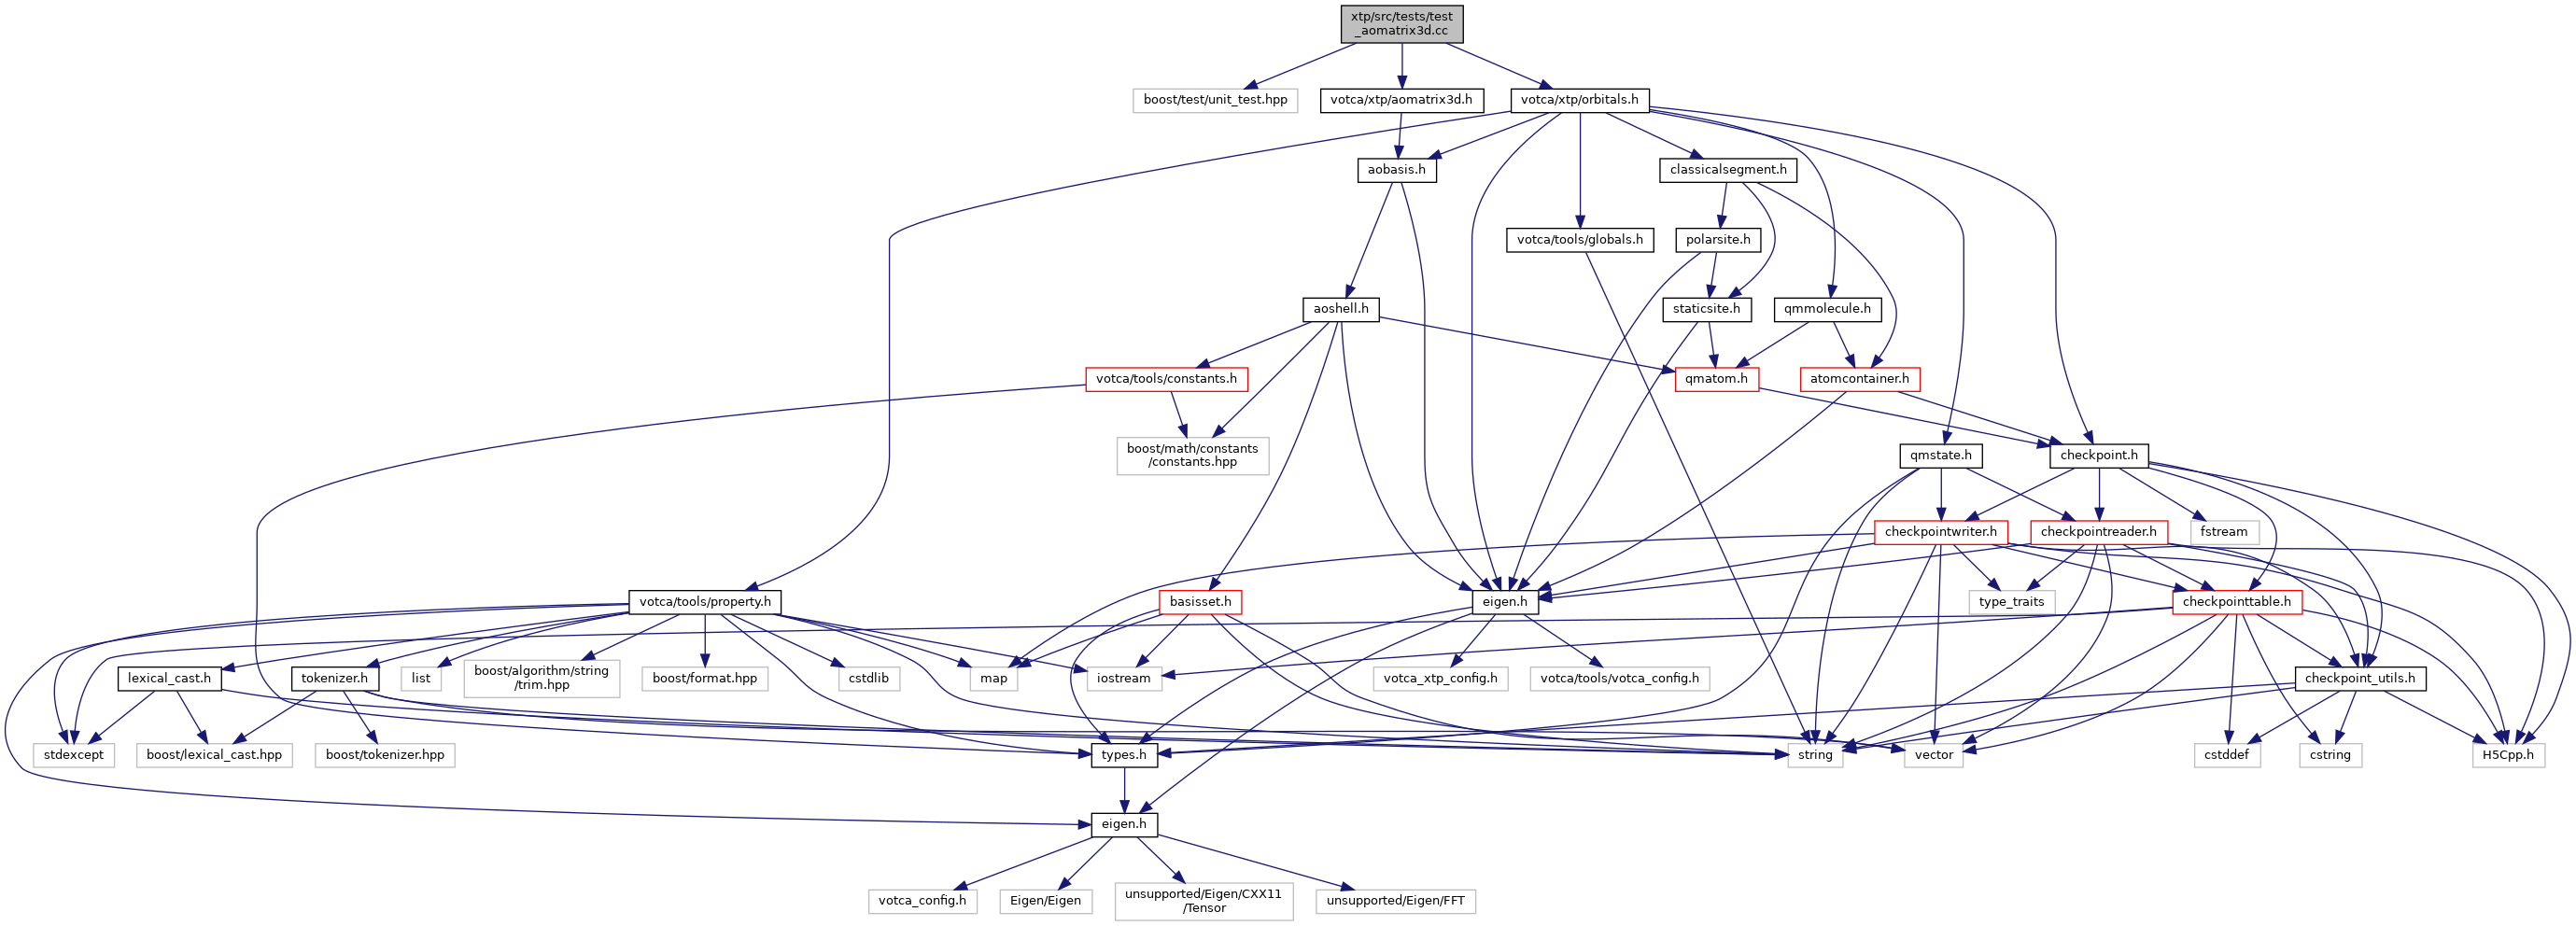 xtp/src/tests/test
_aomatrix3d.cc
boost/test/unit_test.hpp
votca/xtp/aomatrix3d.h
votca/xtp/orbitals.h
aobasis.h
classicalsegment.h
votca/tools/globals.h
polarsite.h
aoshell.h
staticsite.h
qmmolecule.h
votca/tools/constants.h
qmatom.h
atomcontainer.h
boost/math/constants
/constants.hpp
qmstate.h
checkpoint.h
checkpointwriter.h
checkpointreader.h
fstream
votca/tools/property.h
basisset.h
eigen.h
type_traits
checkpointtable.h
lexical_cast.h
tokenizer.h
list
boost/algorithm/string
/trim.hpp
boost/format.hpp
cstdlib
map
iostream
votca_xtp_config.h
votca/tools/votca_config.h
checkpoint_utils.h
stdexcept
boost/lexical_cast.hpp
boost/tokenizer.hpp
types.h
string
vector
cstddef
cstring
H5Cpp.h
eigen.h
votca_config.h
Eigen/Eigen
unsupported/Eigen/CXX11
/Tensor
unsupported/Eigen/FFT